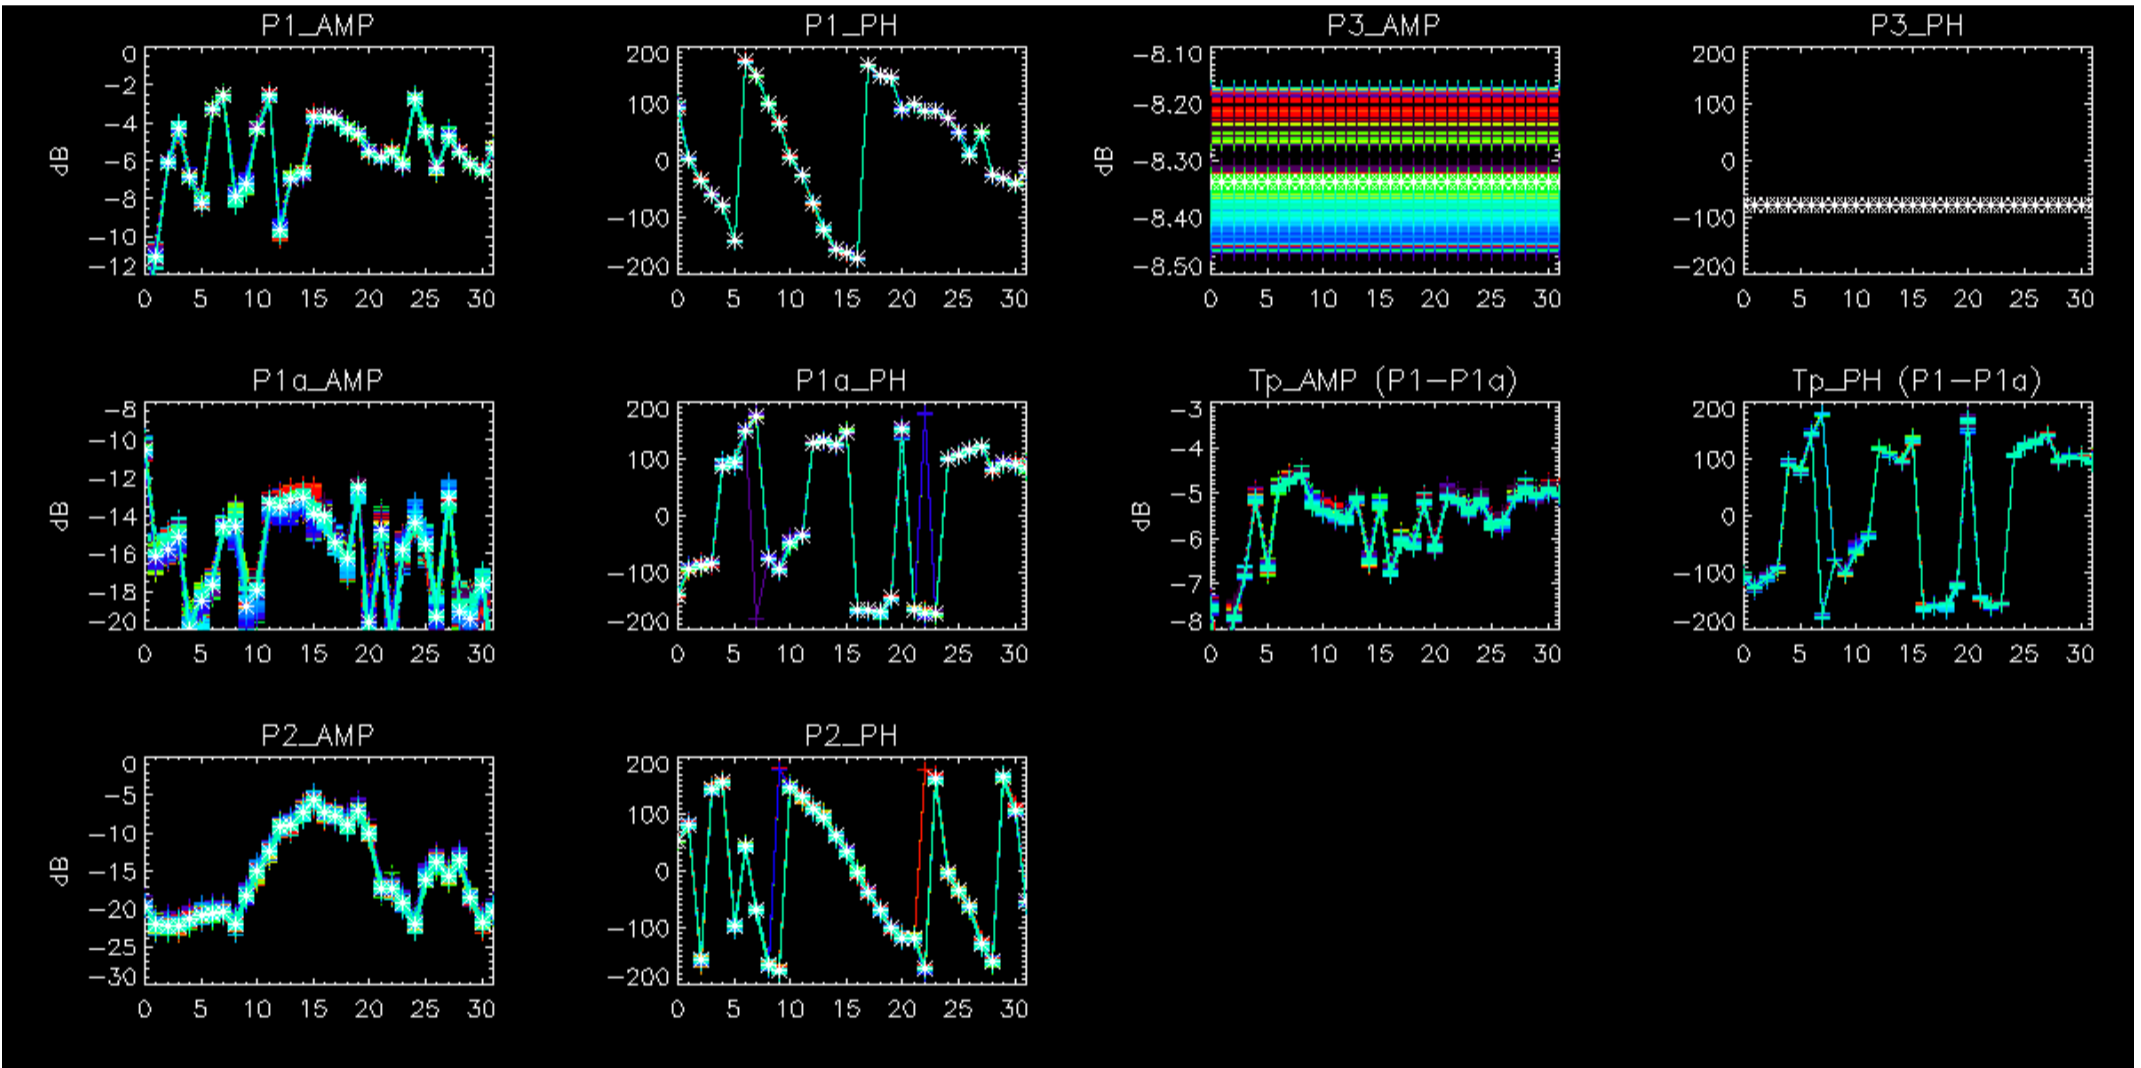 P1_AMP
0
-2
-4
-6
-8
-10
-12
dB
0 5 10 15 20 25 30
P1_PH
200
100
0
-100
-200
0 5 10 15 20 25 30
P3_AMP
-8.10
-8.20
-8.30
-8.40
-8.50
dB
0 5 10 15 20 25 30
P3_PH
200
100
0
-100
-200
0 5 10 15 20 25 30
P1a_AMP
-8
-10
-12
-14
-16
-18
-20
dB
0 5 10 15 20 25 30
P1a_PH
200
100
0
-100
-200
0 5 10 15 20 25 30
Tp_AMP (P1-P1a)
-3
-4
-5
-6
-7
-8
dB
0 5 10 15 20 25 30
Tp_PH (P1-P1a)
200
100
0
-100
-200
0 5 10 15 20 25 30
P2_AMP
0
-5
-10
-15
-20
-25
-30
dB
0 5 10 15 20 25 30
P2_PH
200
100
0
-100
-200
0 5 10 15 20 25 30